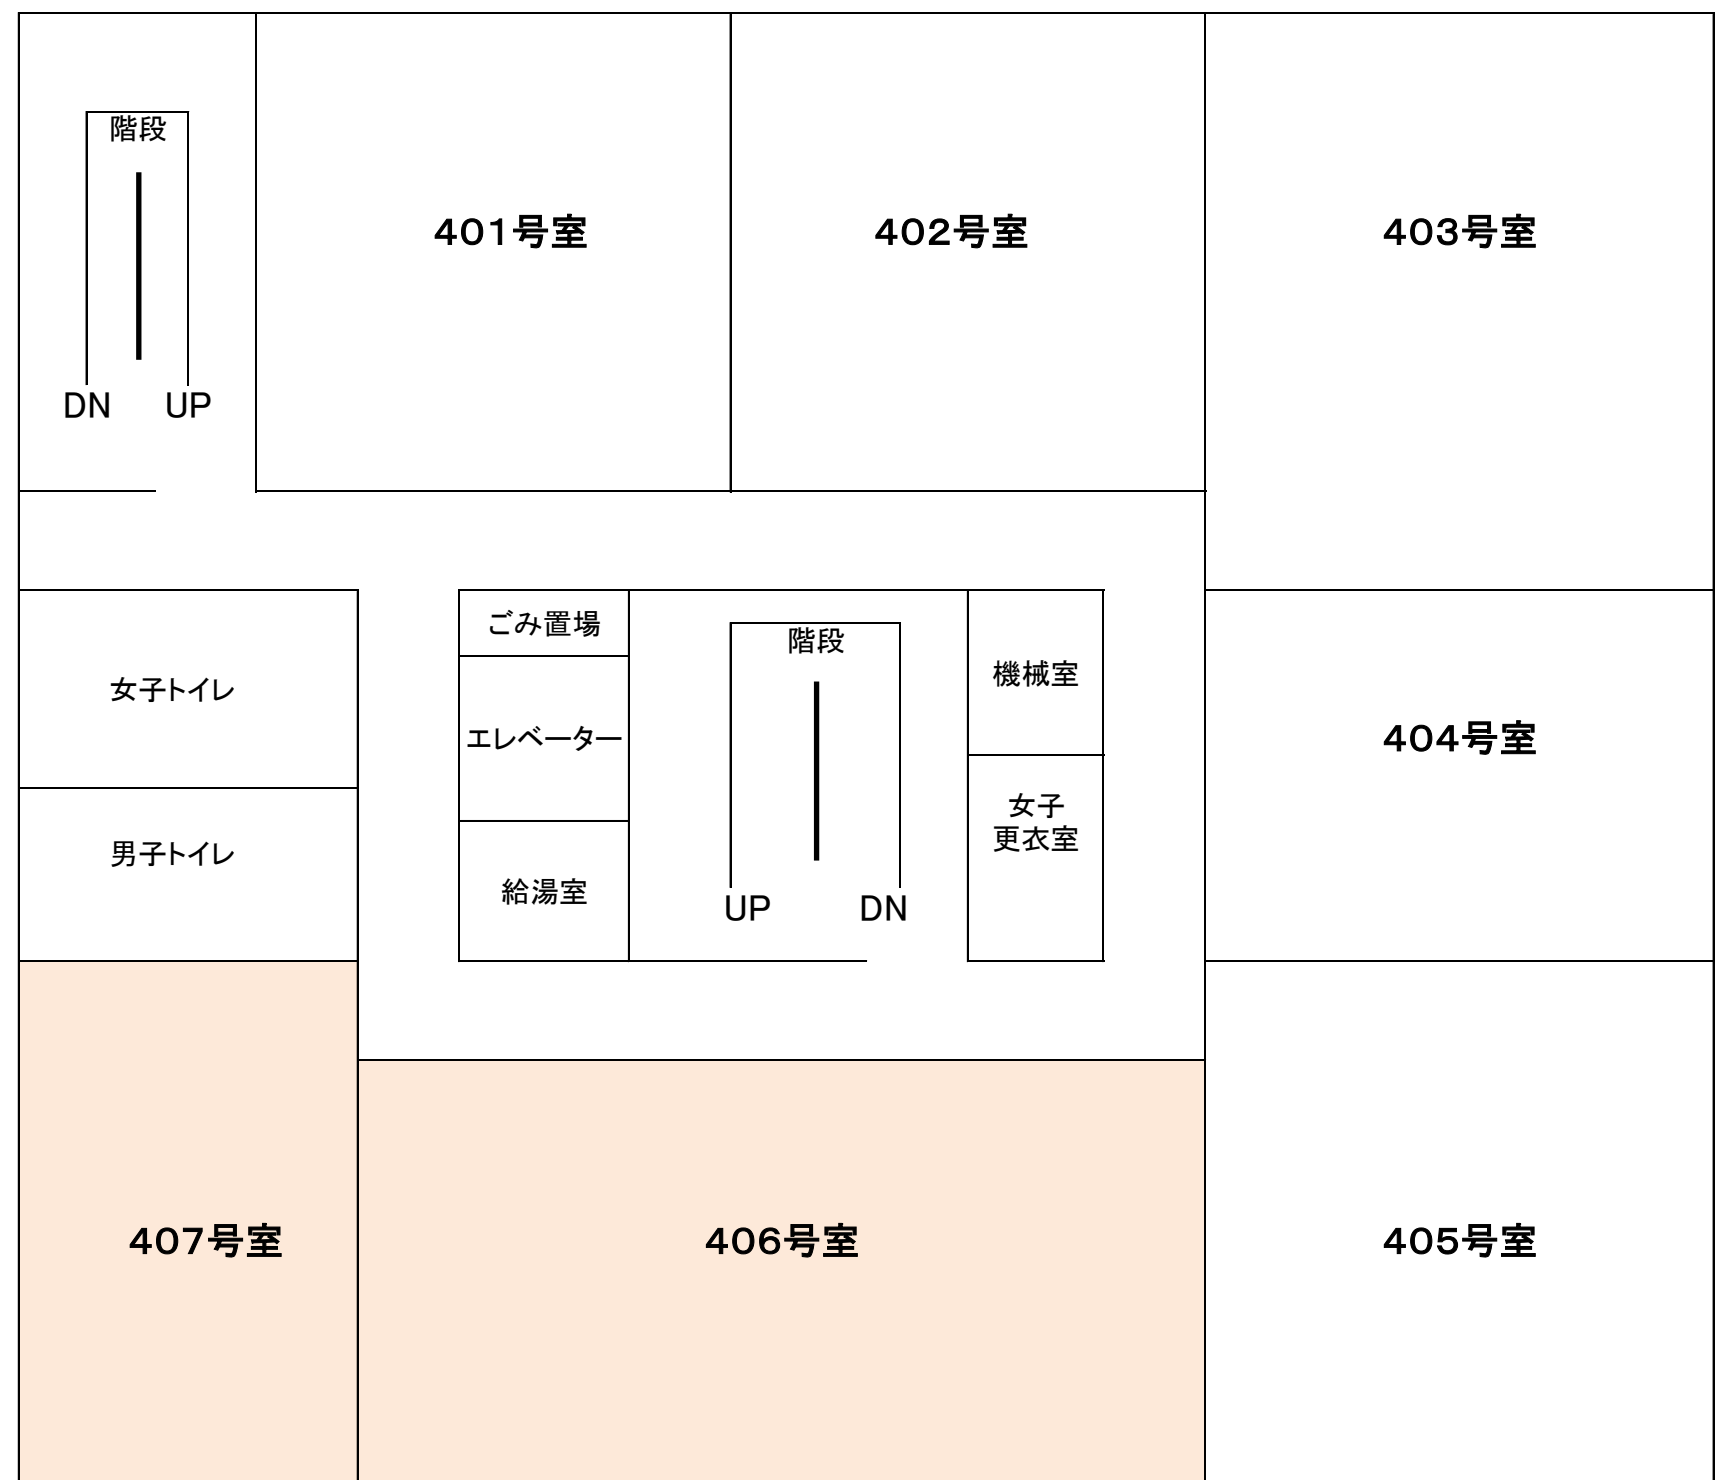 階段
DN UP
401号室
402号室
403号室
ごみ置場
階段
機械室
女子トイレ
エレベーター
404号室
女子
更衣室
男子トイレ
給湯室
UP DN
407号室
406号室
405号室